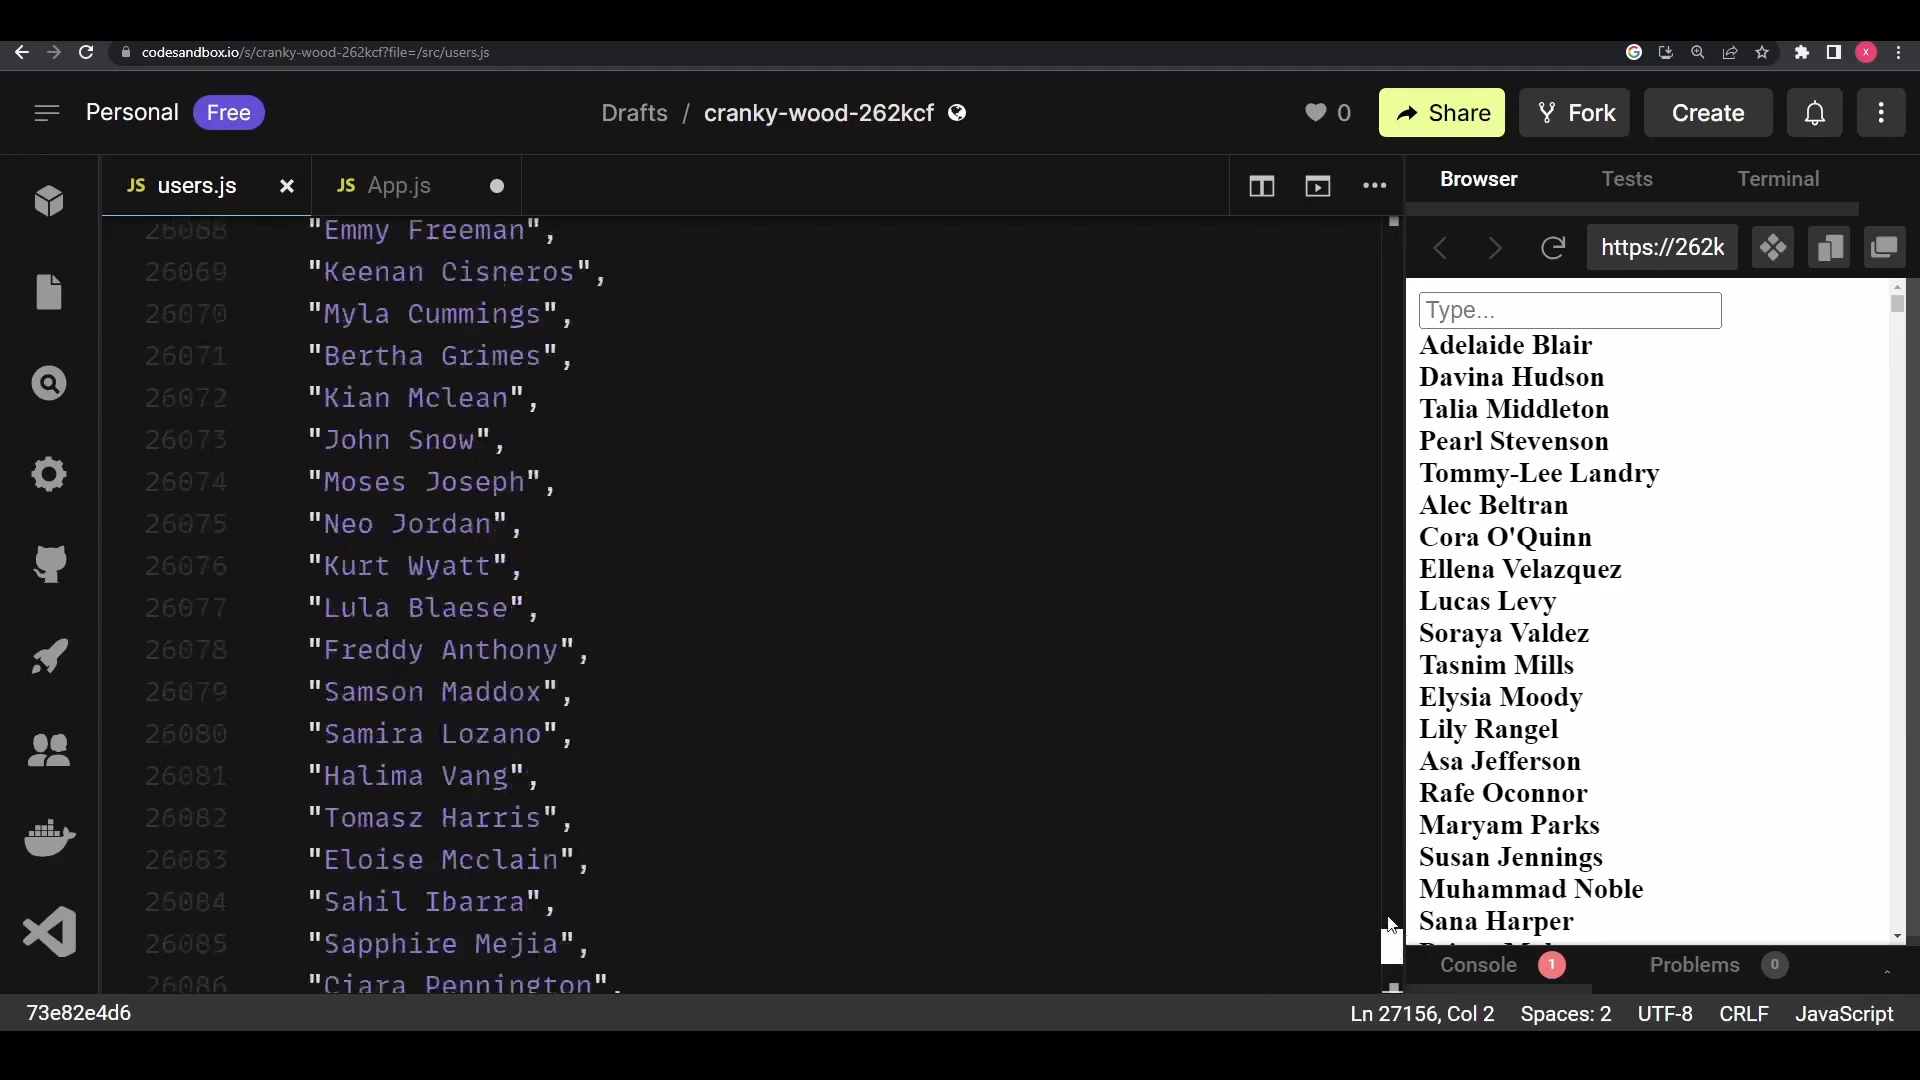 codesandbox.io/s/cranky-wood-262kcf?file=/src/users.js
X
Personal Free
Drafts / cranky-wood-262kcf
0
Share
Fork
Create
JS users.js
JS App.js
Browser
Tests
Terminal
https://262k
26068 "Emmy Freeman",
26069 "Keenan Cisneros",
26070 "Myla Cummings",
26071 "Bertha Grimes",
26072 "Kian Mclean",
26073 "John Snow",
26074 "Moses Joseph",
26075 "Neo Jordan",
26076 "Kurt Wyatt",
26077 "Lula Blaese",
26078 "Freddy Anthony",
26079 "Samson Maddox",
26080 "Samira Lozano",
26081 "Halima Vang",
26082 "Tomasz Harris",
26083 "Eloise Mcclain",
26084 "Sahil Ibarra",
26085 "Sapphire Mejia",
26086 "Ciara Pennington",
Type...
Adelaide Blair
Davina Hudson
Talia Middleton
Pearl Stevenson
Tommy-Lee Landry
Alec Beltran
Cora O'Quinn
Ellena Velazquez
Lucas Levy
Soraya Valdez
Tasnim Mills
Elysia Moody
Lily Rangel
Asa Jefferson
Rafe Oconnor
Maryam Parks
Susan Jennings
Muhammad Noble
Sana Harper
Console 1
Problems 0
73e82e4d6
Ln 27156, Col 2
Spaces: 2
UTF-8
CRLF
JavaScript